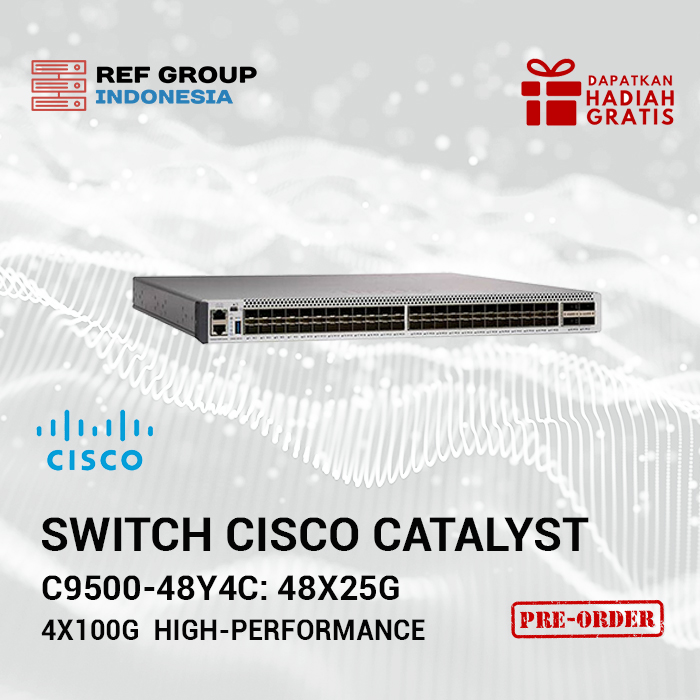 REF GROUP
INDONESIA
DAPATKAN
HADIAH
GRATIS
CISCO
SWITCH CISCO CATALYST
C9500-48Y4C: 48X25G
4X100G HIGH-PERFORMANCE
PRE-ORDER